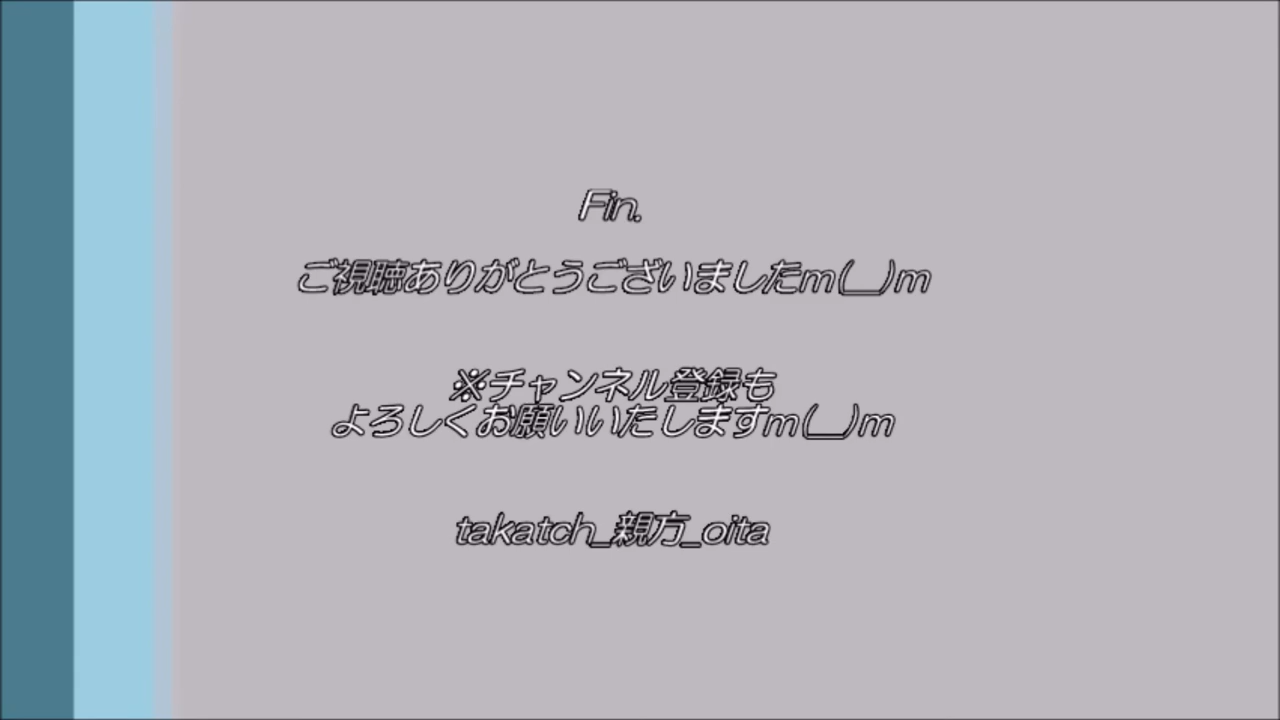 Fin.
ご視聴ありがとうございましたm(__)m
※チャンネル登録も
よろしくお願いいたしますm(__)m
takatch_親方_oita